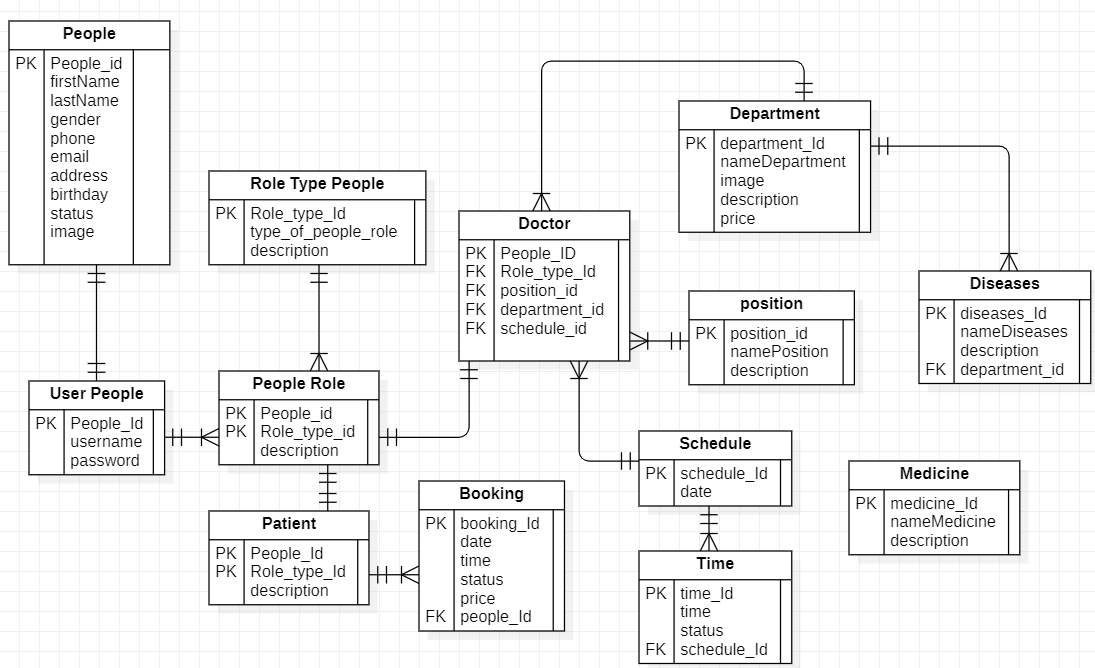 People
PK People_id
firstName
lastName
gender
phone
email
address
birthday
status
image
Role Type People
PK Role_type_Id
type_of_people_role
description
Department
PK department_Id
nameDepartment
image
description
price
Doctor
PK People_ID
FK Role_type_Id
FK position_id
FK department_id
FK schedule_id
Diseases
PK diseases_Id
nameDiseases
description
FK department_id
position
PK position_id
namePosition
description
User People
PK People_Id
username
password
People Role
PK People_id
PK Role_type_id
description
Schedule
PK schedule_Id
date
Medicine
PK medicine_Id
nameMedicine
description
Patient
PK People_Id
PK Role_type_Id
description
Booking
PK booking_Id
date
time
status
price
FK people_Id
Time
PK time_Id
time
status
FK schedule_Id